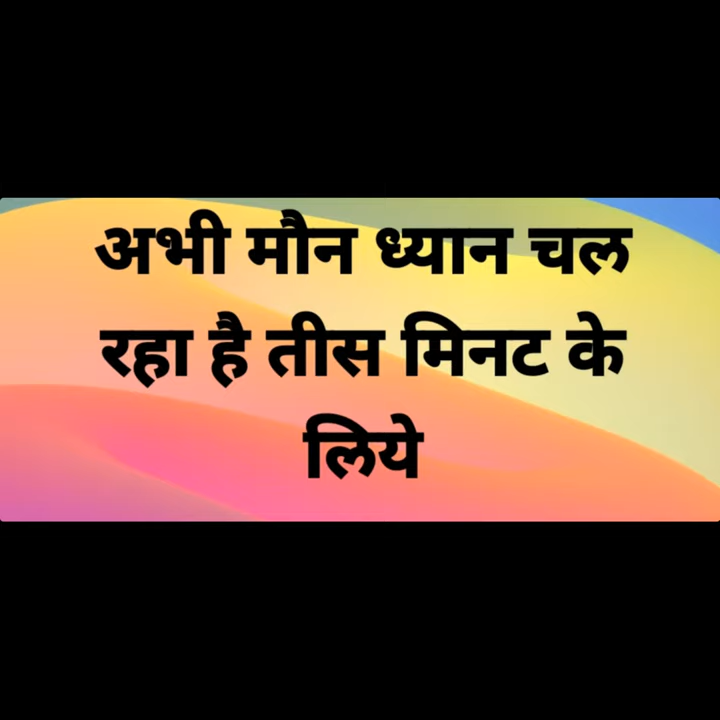 अभी मौन ध्यान चल
रहा है तीस मिनट के
लिये